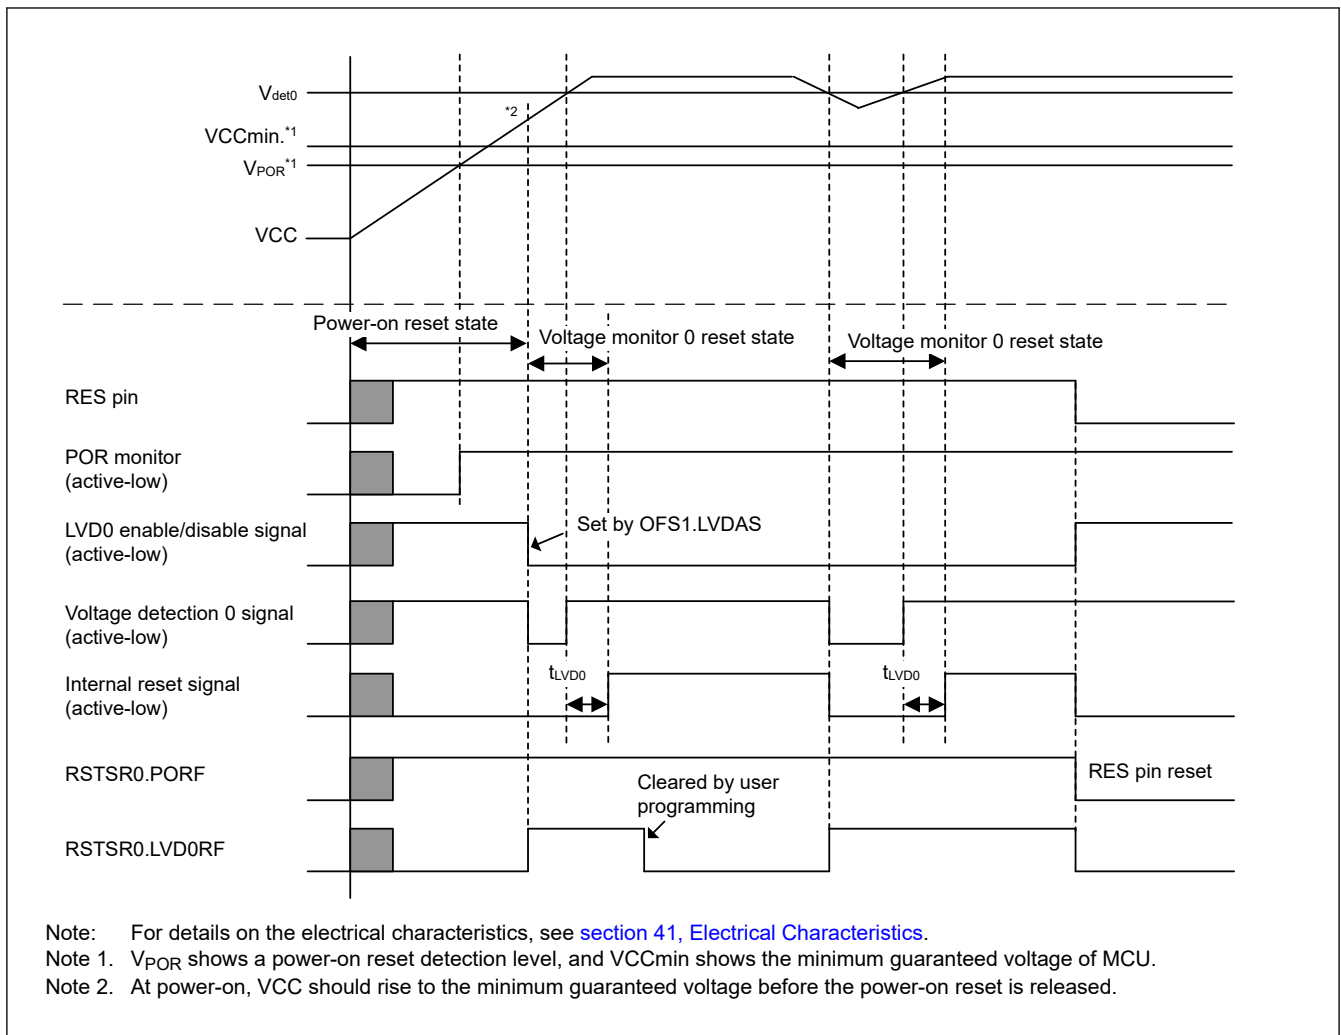 Vdet0
*2
VCCmin.*1
VPOR*1
VCC
Power-on reset state
Voltage monitor 0 reset state
Voltage monitor 0 reset state
RES pin
POR monitor
(active-low)
LVD0 enable/disable signal
(active-low)
Set by OFS1.LVDAS
Voltage detection 0 signal
(active-low)
tLVD0
tLVD0
Internal reset signal
(active-low)
RSTSR0.PORF
RES pin reset
Cleared by user
programming
RSTSR0.LVD0RF
Note: For details on the electrical characteristics, see section 41, Electrical Characteristics.
Note 1. VPOR shows a power-on reset detection level, and VCCmin shows the minimum guaranteed voltage of MCU.
Note 2. At power-on, VCC should rise to the minimum guaranteed voltage before the power-on reset is released.